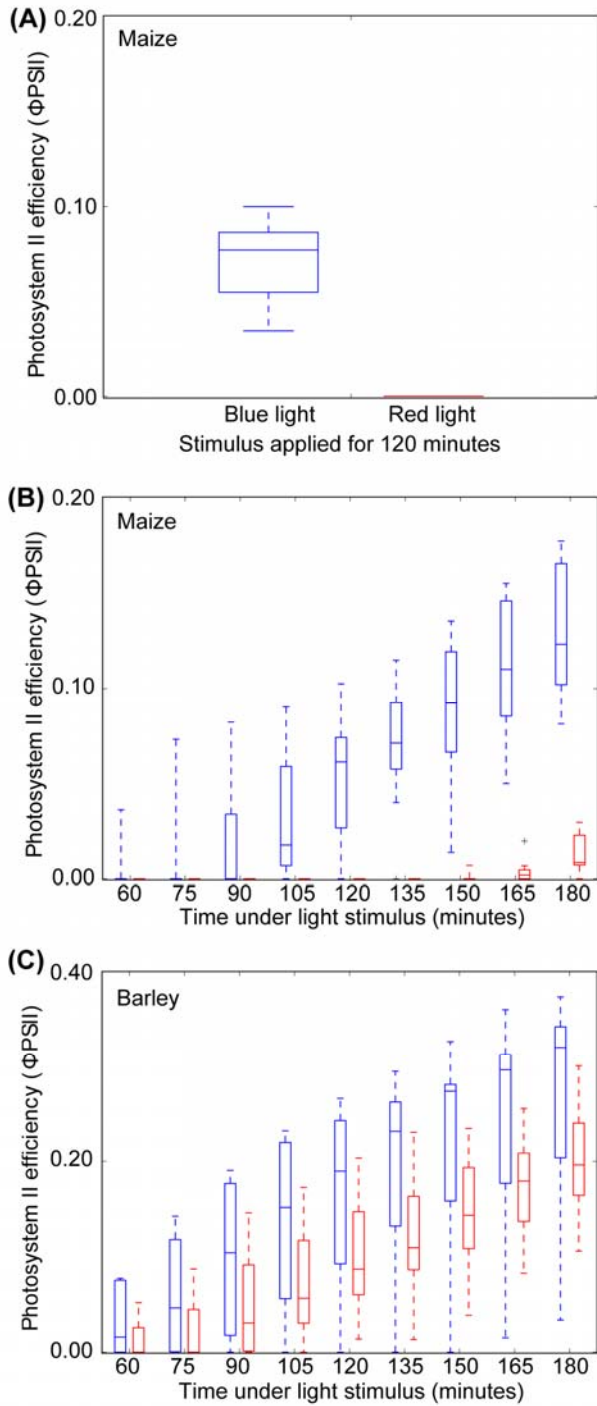 (A)
Maize
Photosystem II efficiency (ΦPSII)
0.20
0.10
0.00
Blue light Red light
Stimulus applied for 120 minutes
(B)
Maize
Photosystem II efficiency (ΦPSII)
0.20
0.10
0.00
60 75 90 105 120 135 150 165 180
Time under light stimulus (minutes)
(C)
Barley
Photosystem II efficiency (ΦPSII)
0.40
0.20
0.00
60 75 90 105 120 135 150 165 180
Time under light stimulus (minutes)